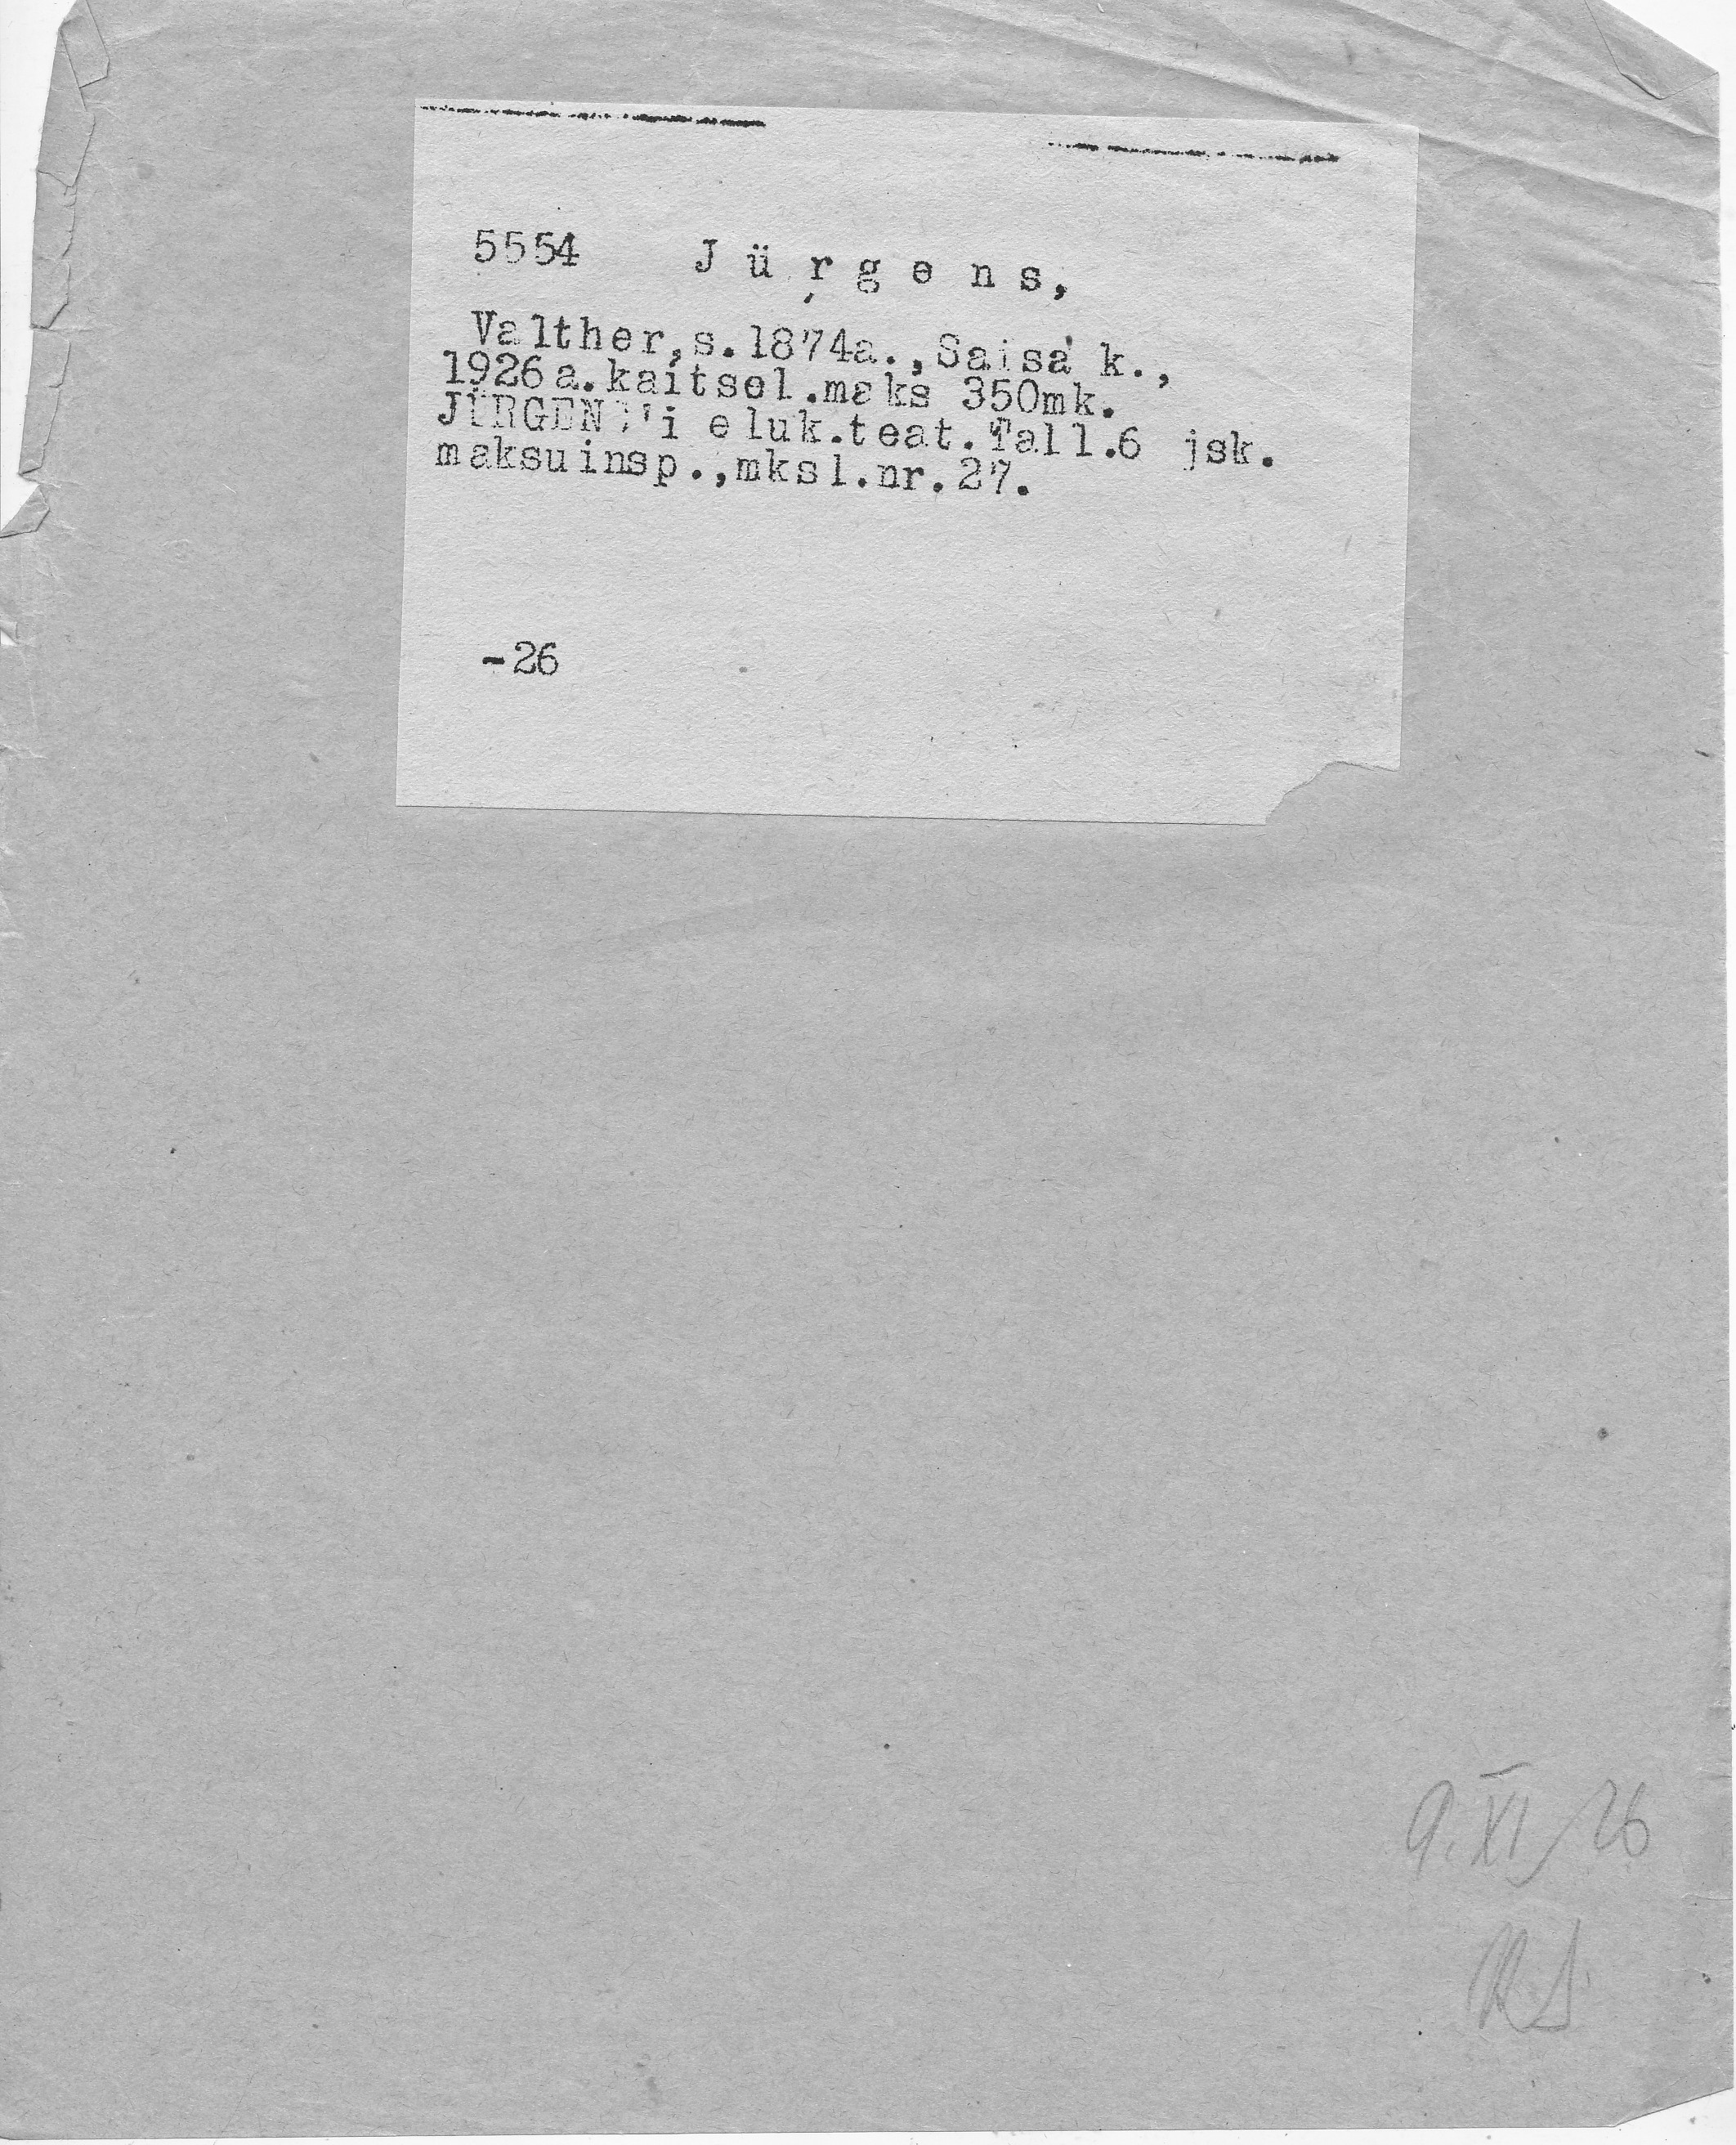 5554 Jürgens,
Valther,s.1874a.,Saisa k.,
1926a.kaitsel.maks 350mk.
JÜRGENS'i eluk.teat.Tall.6 jsk.
maksuinsp.,mksl.nr.27.
-26
9. XI 26